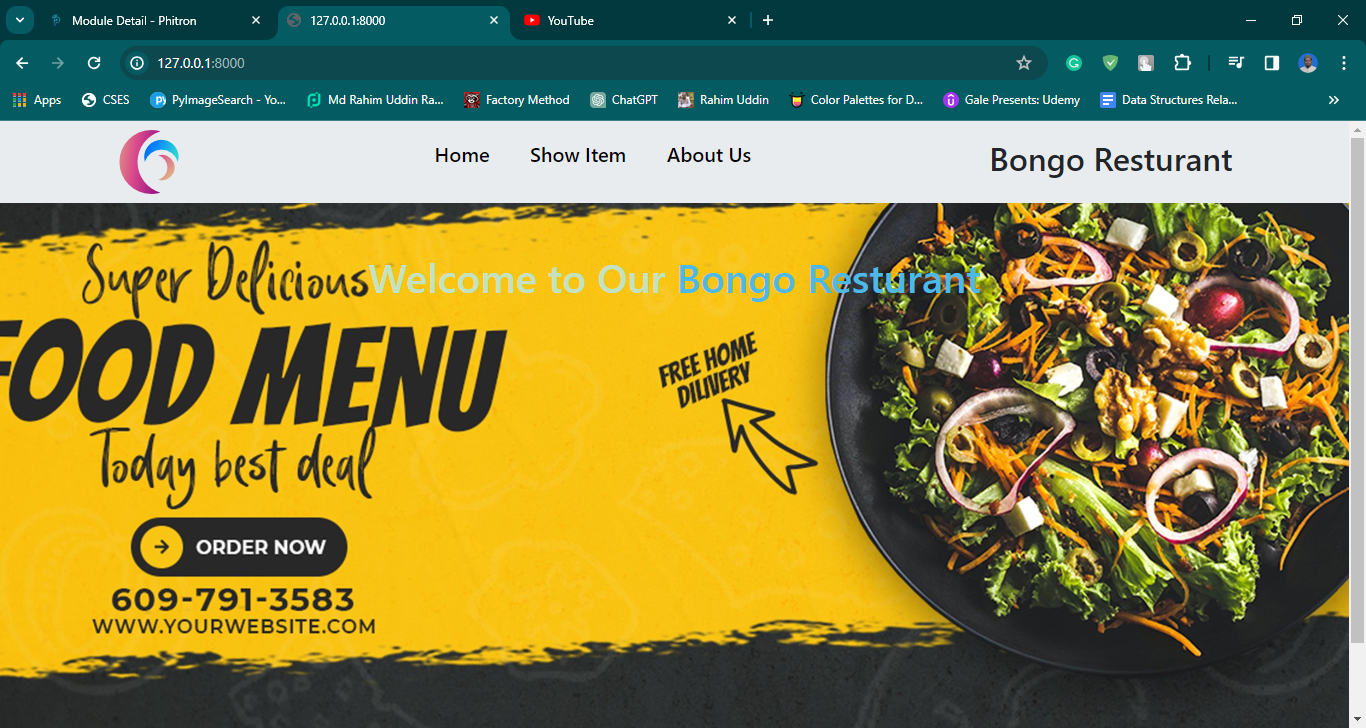 Module Detail - Phitron
127.0.0.1:8000
YouTube
127.0.0.1:8000
Apps
CSES
PyImageSearch - Yo...
Md Rahim Uddin Ra...
Factory Method
ChatGPT
Rahim Uddin
Color Palettes for D...
Gale Presents: Udemy
Data Structures Rela...
Home
Show Item
About Us
Bongo Resturant
Super Delicious
Welcome to Our Bongo Resturant
FOOD MENU
FREE HOME
DILIVERY
Today best deal
ORDER NOW
609-791-3583
WWW.YOURWEBSITE.COM